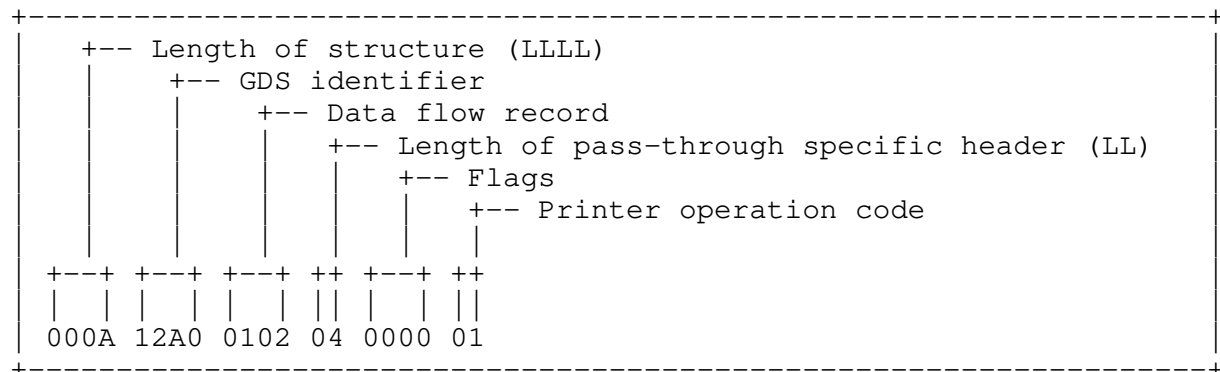 +-- Length of structure (LLLL)
+-- GDS identifier
+-- Data flow record
+-- Length of pass-through specific header (LL)
+-- Flags
+-- Printer operation code
000A 12A0 0102 04 0000 01